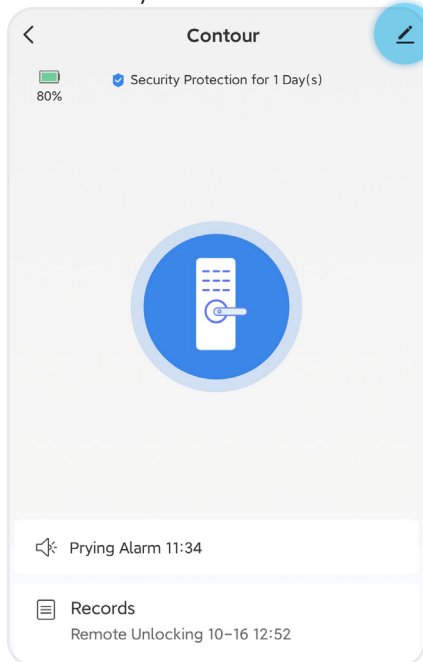 Contour
80%
Security Protection for 1 Day(s)
Prying Alarm 11:34
Records
Remote Unlocking 10-16 12:52